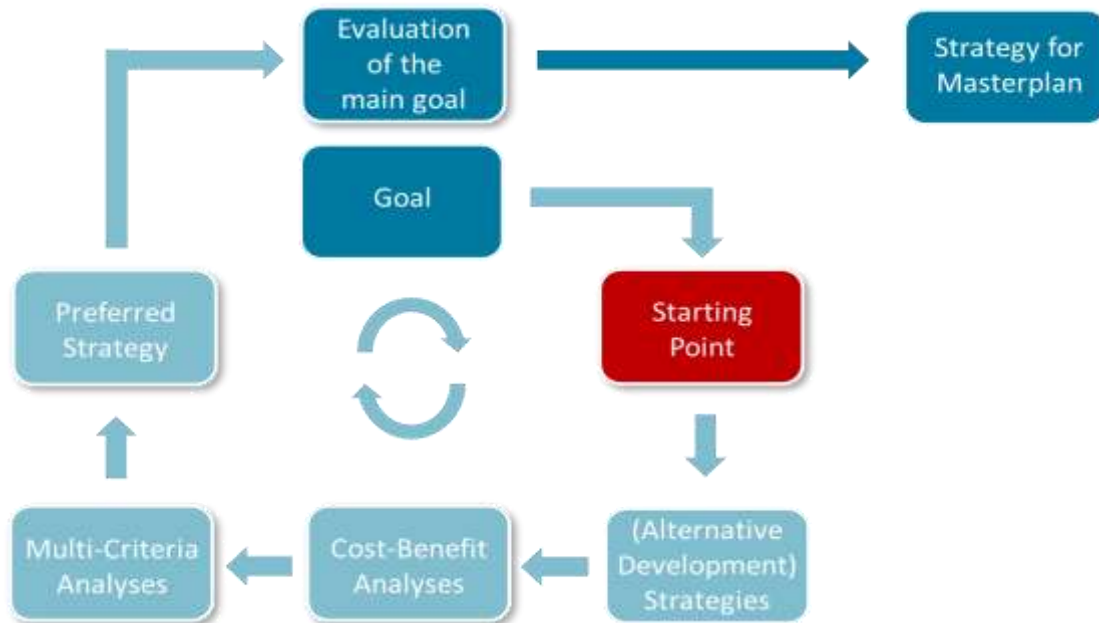 Evaluation
of the
main goal
Strategy for
Masterplan
Goal
Preferred
Strategy
Starting
Point
Multi-Criteria
Analyses
Cost-Benefit
Analyses
(Alternative
Development)
Strategies